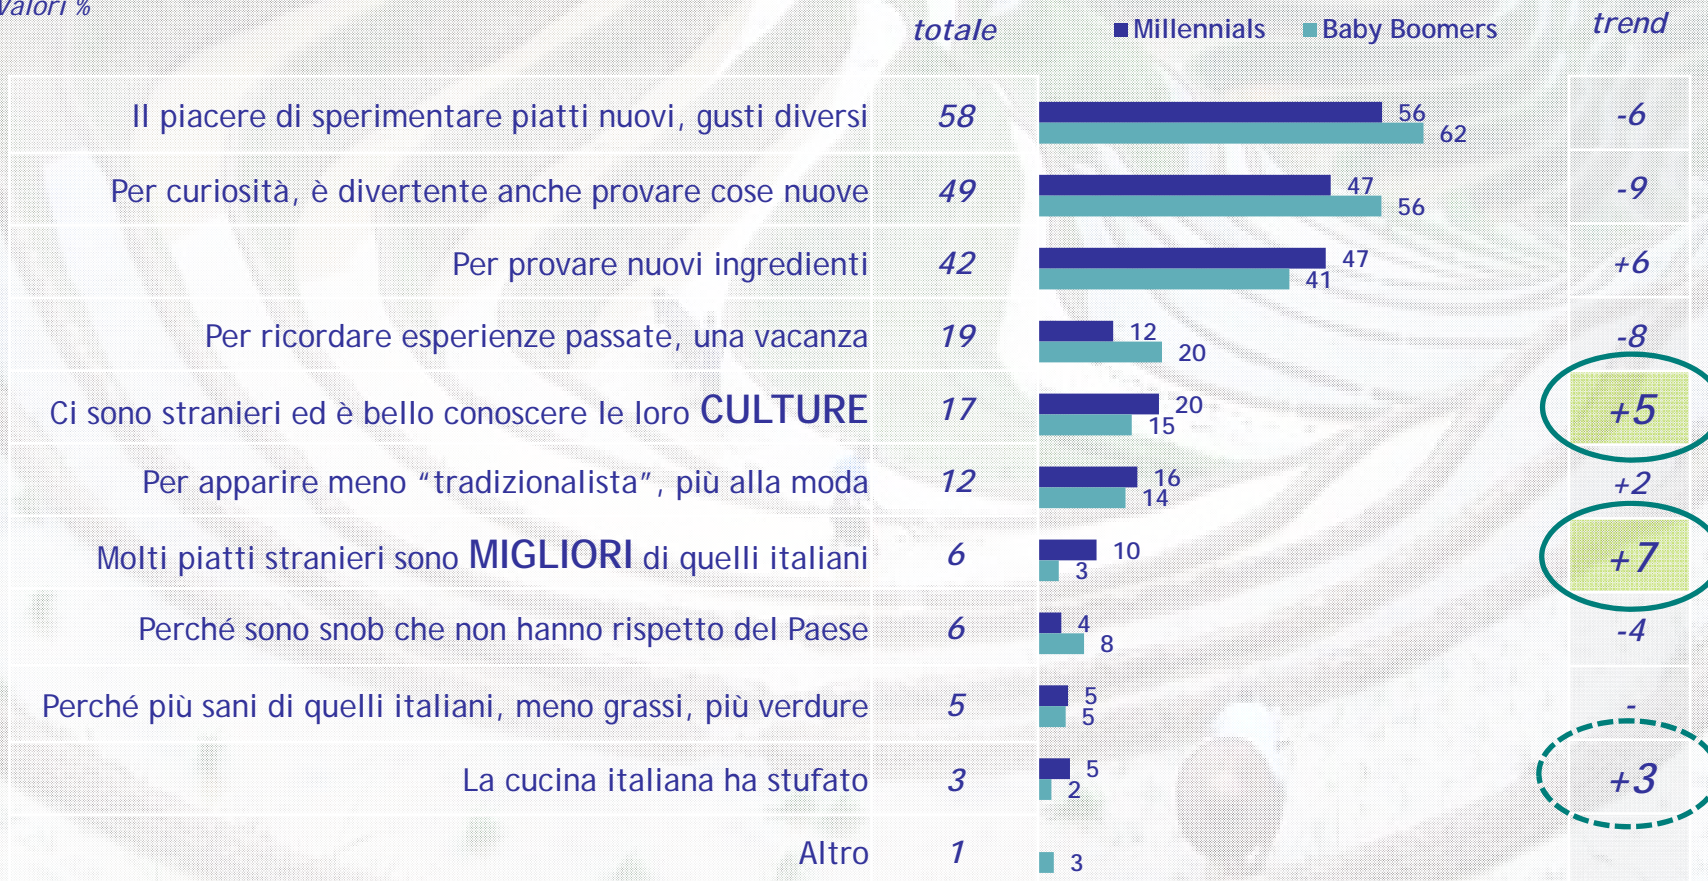 Valori %
totale ■Millennials ■Baby Boomers trend
Il piacere di sperimentare piatti nuovi, gusti diversi 58 56 62 -6
Per curiosità, è divertente anche provare cose nuove 49 47 56 -9
Per provare nuovi ingredienti 42 47 41 +6
Per ricordare esperienze passate, una vacanza 19 12 20 -8
Ci sono stranieri ed è bello conoscere le loro CULTURE 17 20 15 +5
Per apparire meno “tradizionalista”, più alla moda 12 16 14 +2
Molti piatti stranieri sono MIGLIORI di quelli italiani 6 10 3 +7
Perché sono snob che non hanno rispetto del Paese 6 4 8 -4
Perché più sani di quelli italiani, meno grassi, più verdure 5 5 5 -
La cucina italiana ha stufato 3 5 2 +3
Altro 1 3